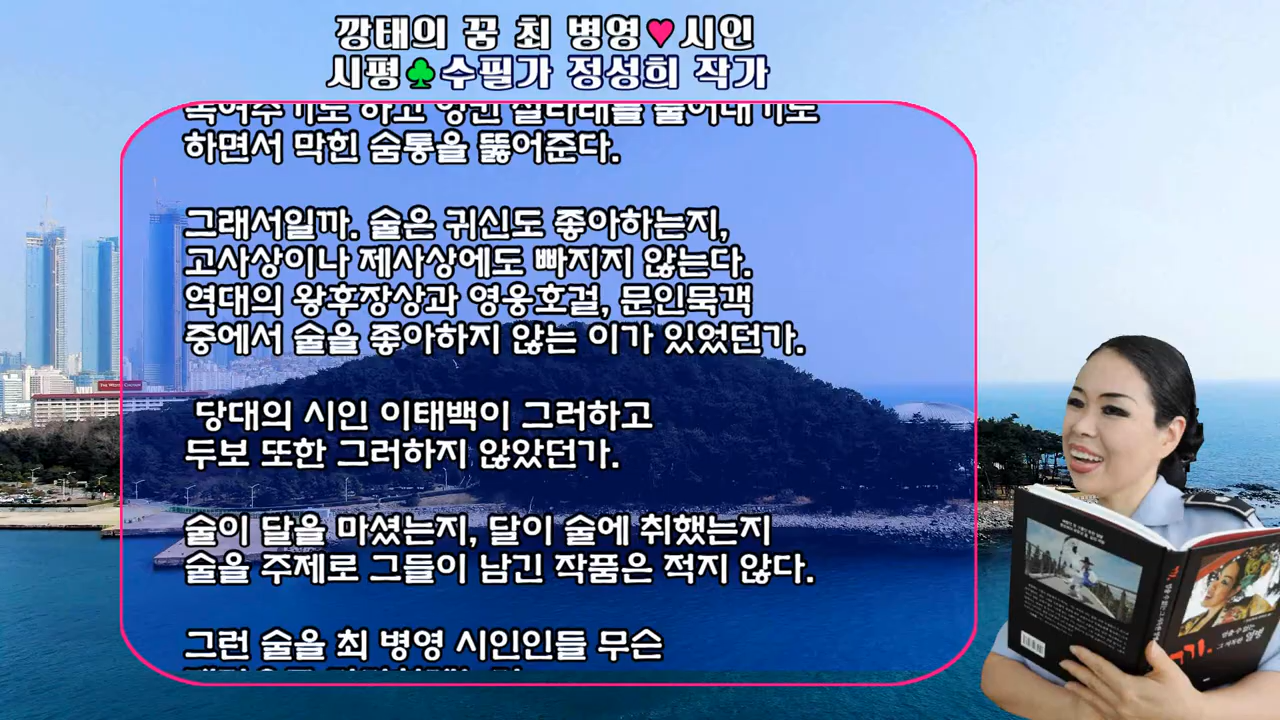 깡태의 꿈 최 병영♥시인
시평♣수필가 정성희 작가
하면서 막힌 숨통을 뚫어준다.
그래서일까. 술은 귀신도 좋아하는지,
고사상이나 제사상에도 빠지지 않는다.
역대의 왕후장상과 영웅호걸, 문인묵객
중에서 술을 좋아하지 않는 이가 있었던가.
당대의 시인 이태백이 그러하고
두보 또한 그러하지 않았던가.
술이 달을 마셨는지, 달이 술에 취했는지
술을 주제로 그들이 남긴 작품은 적지 않다.
그런 술을 최 병영 시인인들 무슨